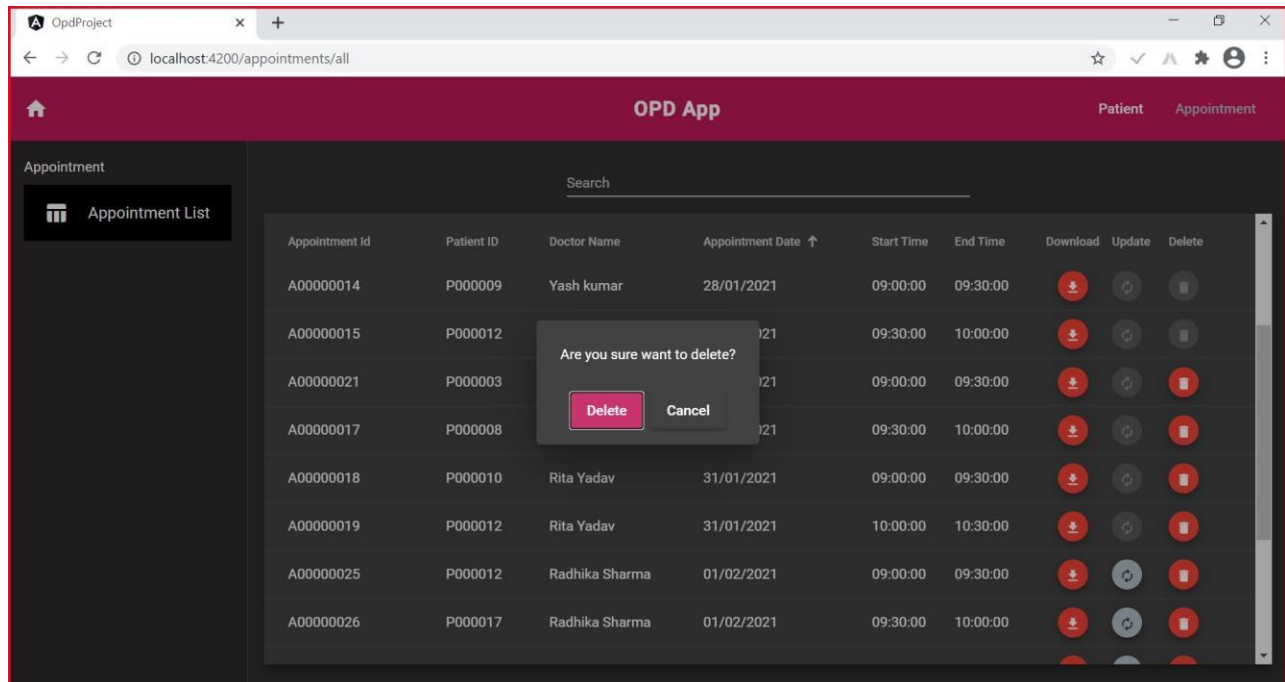 OpdProject
localhost:4200/appointments/all
OPD App
Patient
Appointment
Appointment
Appointment List
Search
Appointment Id Patient ID Doctor Name Appointment Date Start Time End Time Download Update Delete
A00000014 P000009 Yash kumar 28/01/2021 09:00:00 09:30:00
A00000015 P000012 021 09:30:00 10:00:00
A00000021 P000003 021 09:00:00 09:30:00
A00000017 P000008 021 09:30:00 10:00:00
A00000018 P000010 Rita Yadav 31/01/2021 09:00:00 09:30:00
A00000019 P000012 Rita Yadav 31/01/2021 10:00:00 10:30:00
A00000025 P000012 Radhika Sharma 01/02/2021 09:00:00 09:30:00
A00000026 P000017 Radhika Sharma 01/02/2021 09:30:00 10:00:00
Are you sure want to delete?
Delete Cancel